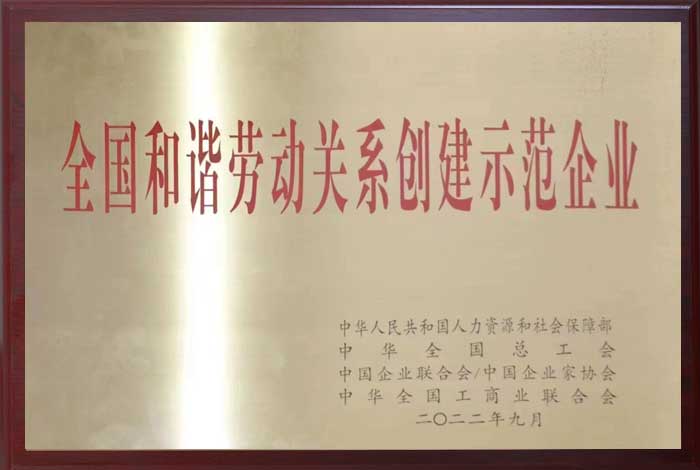 全国和谐劳动关系创建示范企业
中华人民共和国人力资源和社会保障部
中华全国总工会
中国企业联合会/中国企业家协会
中华全国工商业联合会
二〇二二年九月